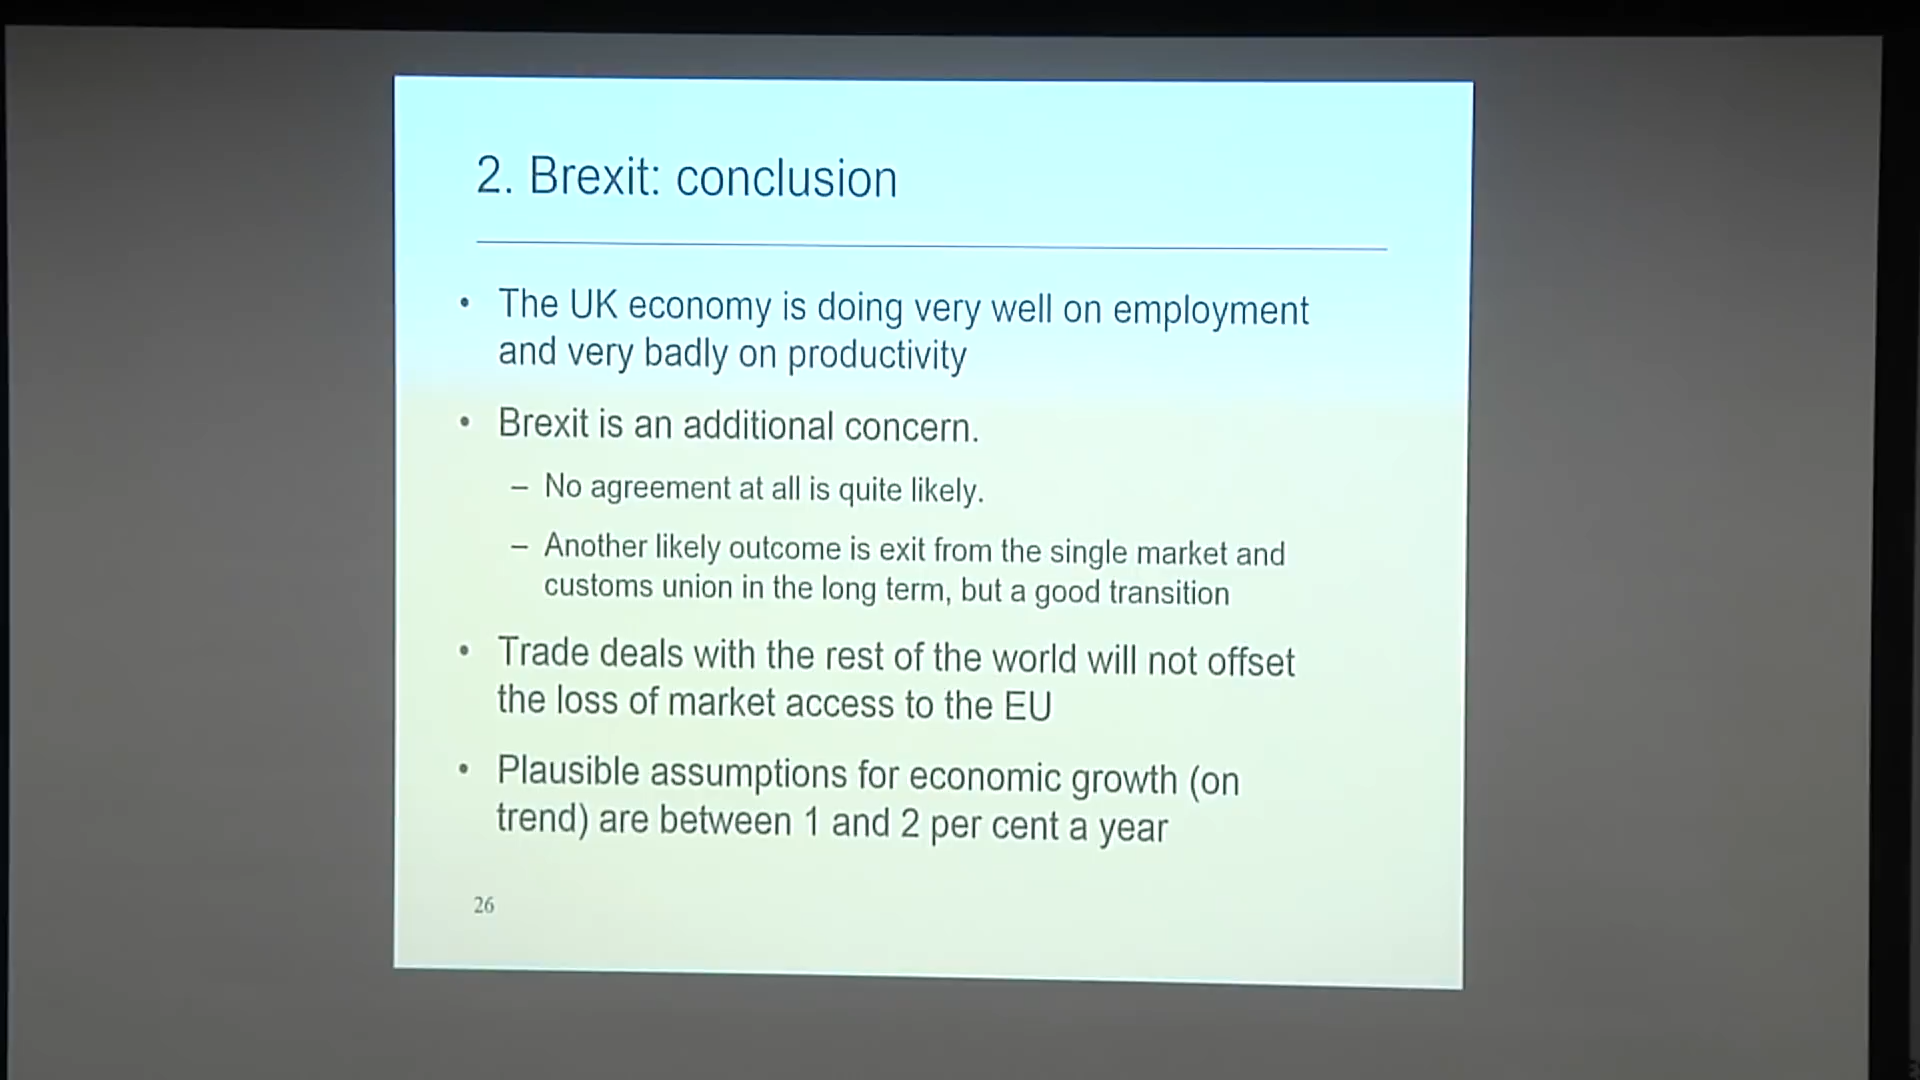 2. Brexit: conclusion
• The UK economy is doing very well on employment
and very badly on productivity
• Brexit is an additional concern.
– No agreement at all is quite likely.
– Another likely outcome is exit from the single market and
customs union in the long term, but a good transition
• Trade deals with the rest of the world will not offset
the loss of market access to the EU
• Plausible assumptions for economic growth (on
trend) are between 1 and 2 per cent a year
26